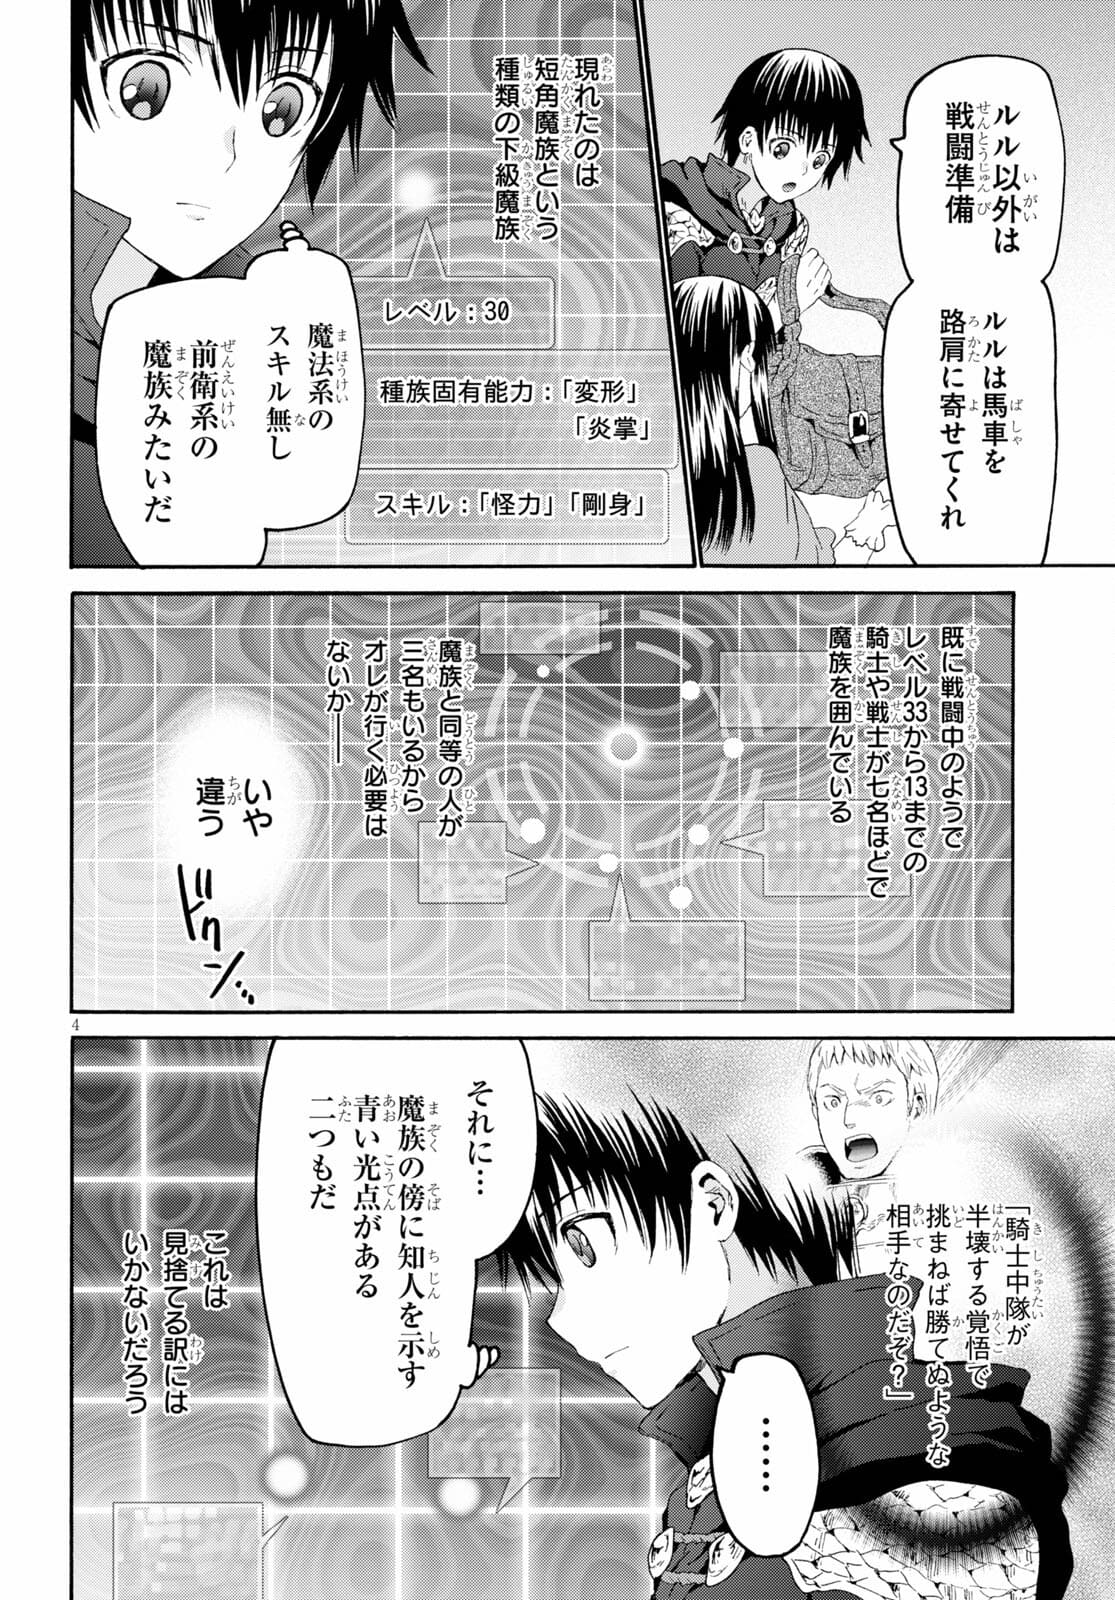 ルル以外は
戦闘準備
ルルは馬車を
路肩に寄せてくれ
現れたのは
短角魔族という
種類の下級魔族
レベル：30
種族固有能力：「変形」
「炎掌」
スキル：「怪力」「剛身」
魔法系の
スキル無し
前衛系の
魔族みたいだ
既に戦闘中のようで
レベル33から13までの
騎士や戦士が七名ほどで
魔族を囲んでいる
魔族と同等の人が
三名もいるから
オレが行く必要は
ないか――
いや
違う
ドクン…
4
「騎士中隊が
半壊する覚悟で
挑まねば勝てぬような
相手なのだぞ？」
……
それに…
魔族の傍に知人を示す
青い光点がある
二つもだ
これは
見捨てる訳には
いかないだろう